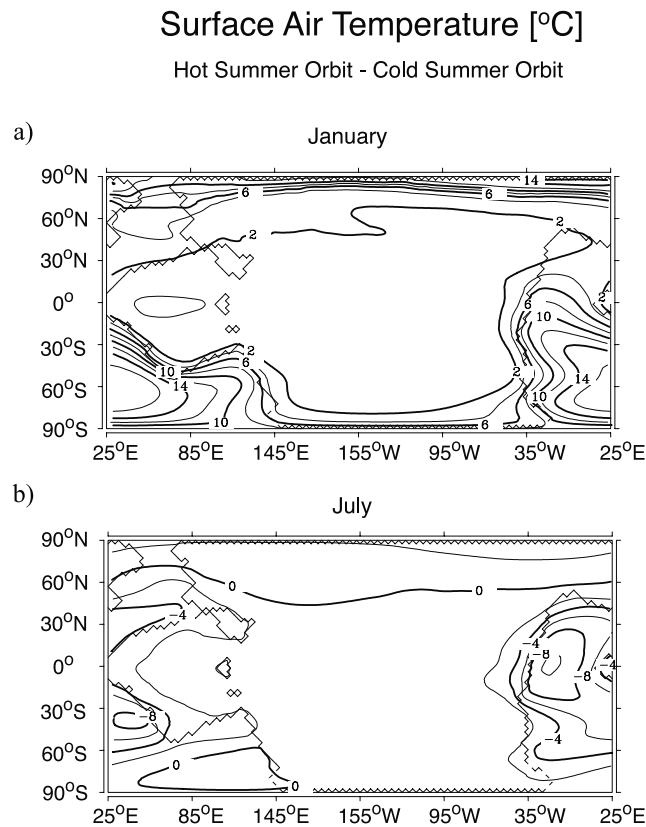 Surface Air Temperature [°C]
Hot Summer Orbit - Cold Summer Orbit
a)
January
90°N
60°N
30°N
0°
30°S
60°S
90°S
14
6
6
2
2
2
6
10
2
6
10
14
10
2
14
10
6
25°E 85°E 145°E 155°W 95°W 35°W 25°E
b)
July
90°N
60°N
30°N
0°
30°S
60°S
90°S
0
0
-4
-4
-8
-4
-8
-8
-4
0
0
25°E 85°E 145°E 155°W 95°W 35°W 25°E